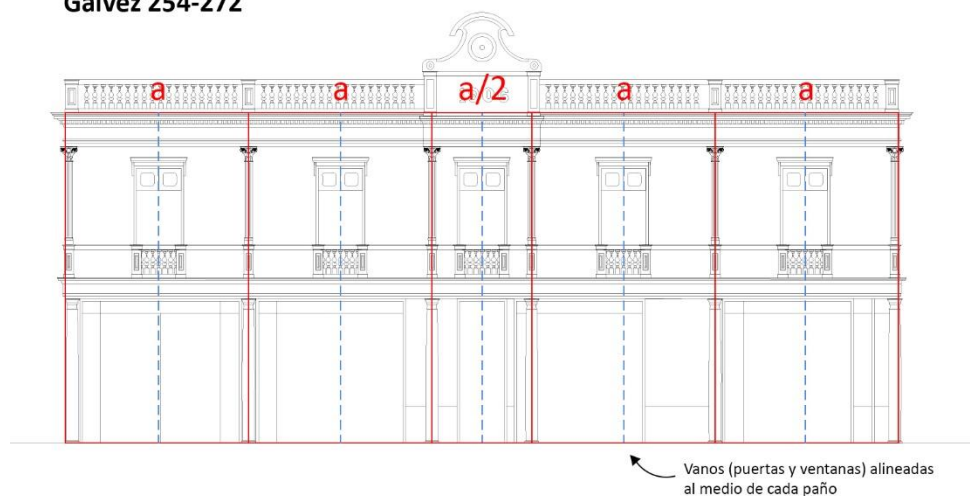 Gálvez 254-272
a
a
a/2
a
a
Vanos (puertas y ventanas) alineadas
al medio de cada paño